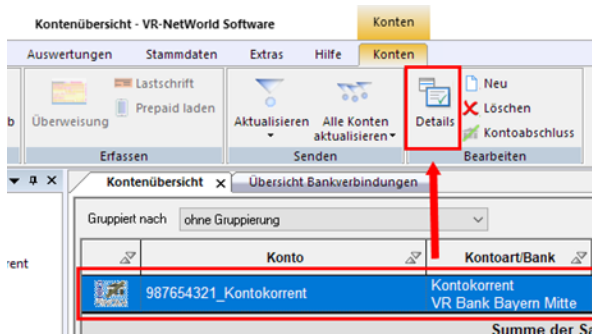 Kontenübersicht - VR-NetWorld Software
Konten
Auswertungen Stammdaten Extras Hilfe Konten
Überweisung
Lastschrift
Prepaid laden
Erfassen
Aktualisieren
Alle Konten
aktualisieren
Senden
Details
Neu
Löschen
Kontoabschluss
Bearbeiten
Kontenübersicht x Übersicht Bankverbindungen
Gruppiert nach ohne Gruppierung
Konto Kontoart/Bank
987654321_Kontokorrent
Kontokorrent
VR Bank Bayern Mitte
Summe der